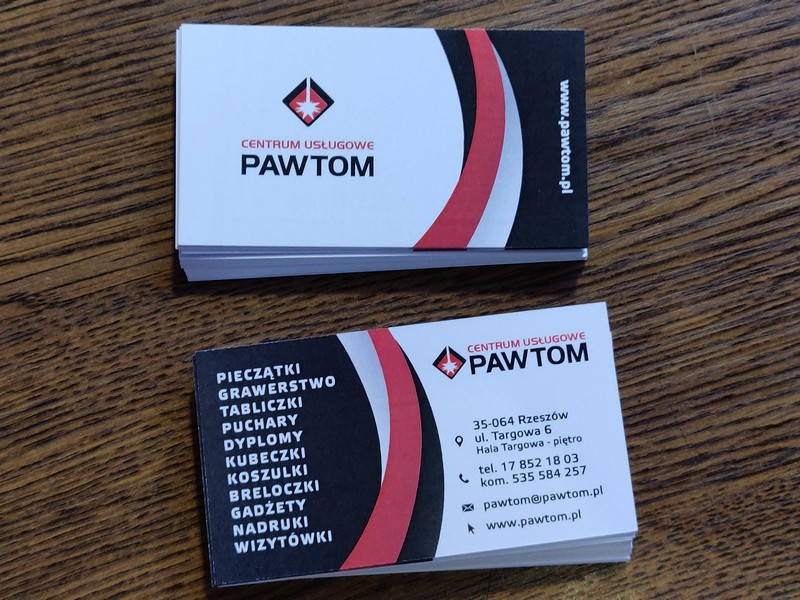 CENTRUM USŁUGOWE
PAWTOM
www.pawtom.pl
PIECZĄTKI
GRAWERSTWO
TABLICZKI
PUCHARY
DYPLOMY
KUBECZKI
KOSZULKI
BRELOCZKI
GADŻETY
NADRUKI
WIZYTÓWKI
CENTRUM USŁUGOWE
PAWTOM
35-064 Rzeszów
ul. Targowa 6
Hala Targowa - piętro
tel. 17 852 18 03
kom. 535 584 257
pawtom@pawtom.pl
www.pawtom.pl